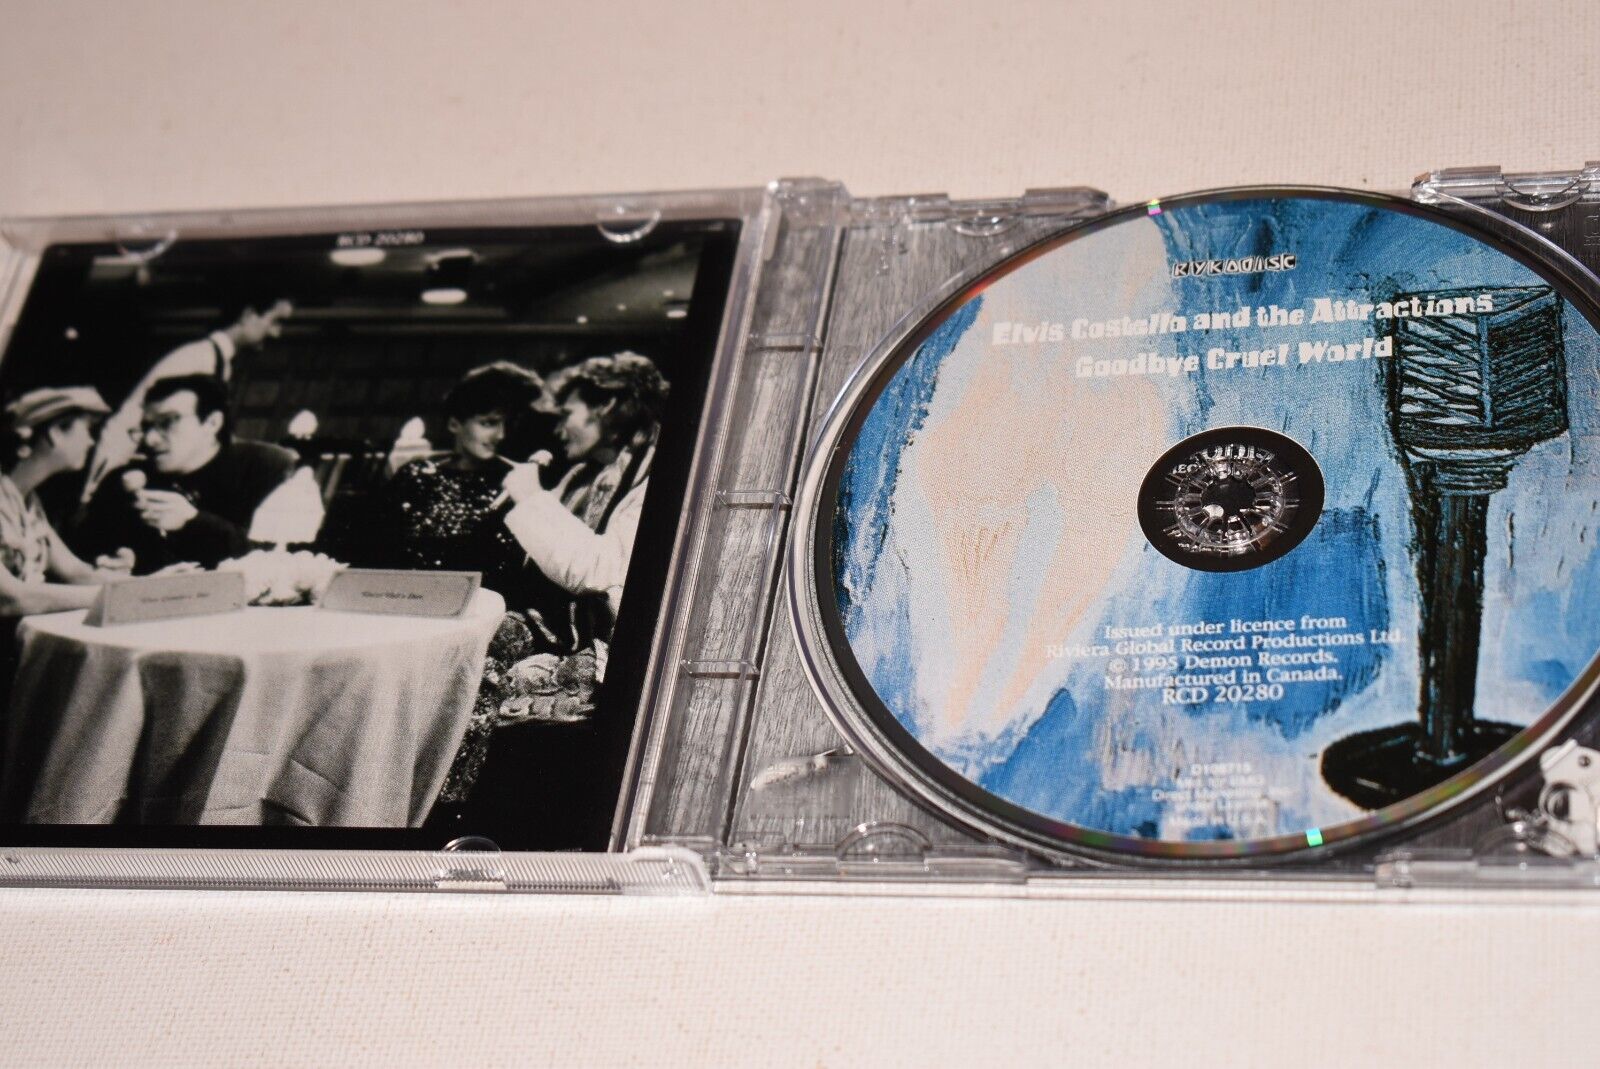 RCD 20280
RYKODISC
Elvis Costello and the Attractions
Goodbye Cruel World
Issued under licence from
Riviera Global Record Productions Ltd.
© 1995 Demon Records.
Manufactured in Canada.
RCD 20280